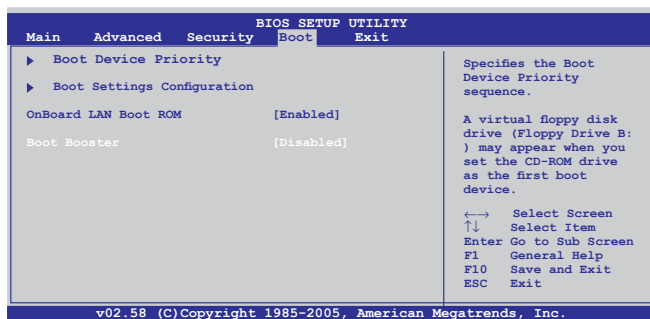 BIOS SETUP UTILITY
Main Advanced Security Boot Exit
Boot Device Priority
Boot Settings Configuration
OnBoard LAN Boot ROM [Enabled]
Boot Booster [Disabled]
Specifies the Boot
Device Priority
sequence.
A virtual floppy disk
drive (Floppy Drive B:
) may appear when you
set the CD-ROM drive
as the first boot
device.
←→ Select Screen
↑↓ Select Item
Enter Go to Sub Screen
F1 General Help
F10 Save and Exit
ESC Exit
v02.58 (C)Copyright 1985-2005, American Megatrends, Inc.